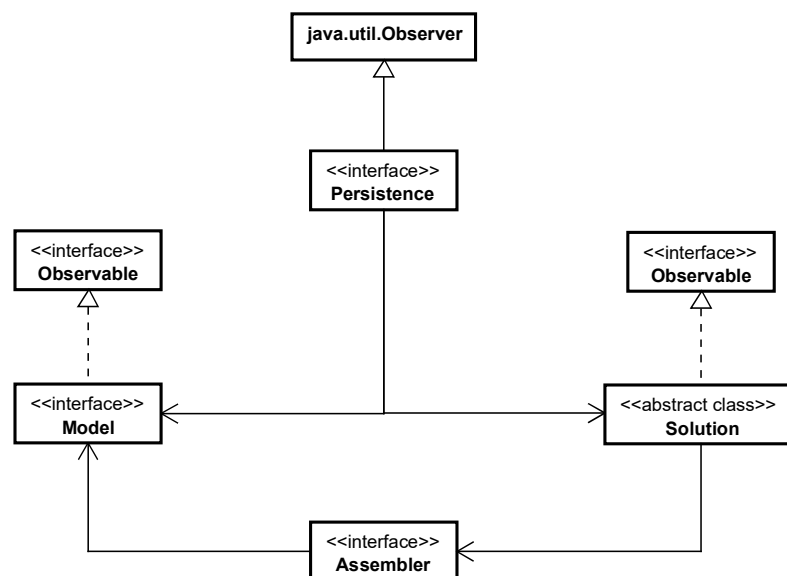 java.util.Observer
<<interface>>
Persistence
<<interface>>
Observable
<<interface>>
Observable
<<interface>>
Model
<<abstract class>>
Solution
<<interface>>
Assembler